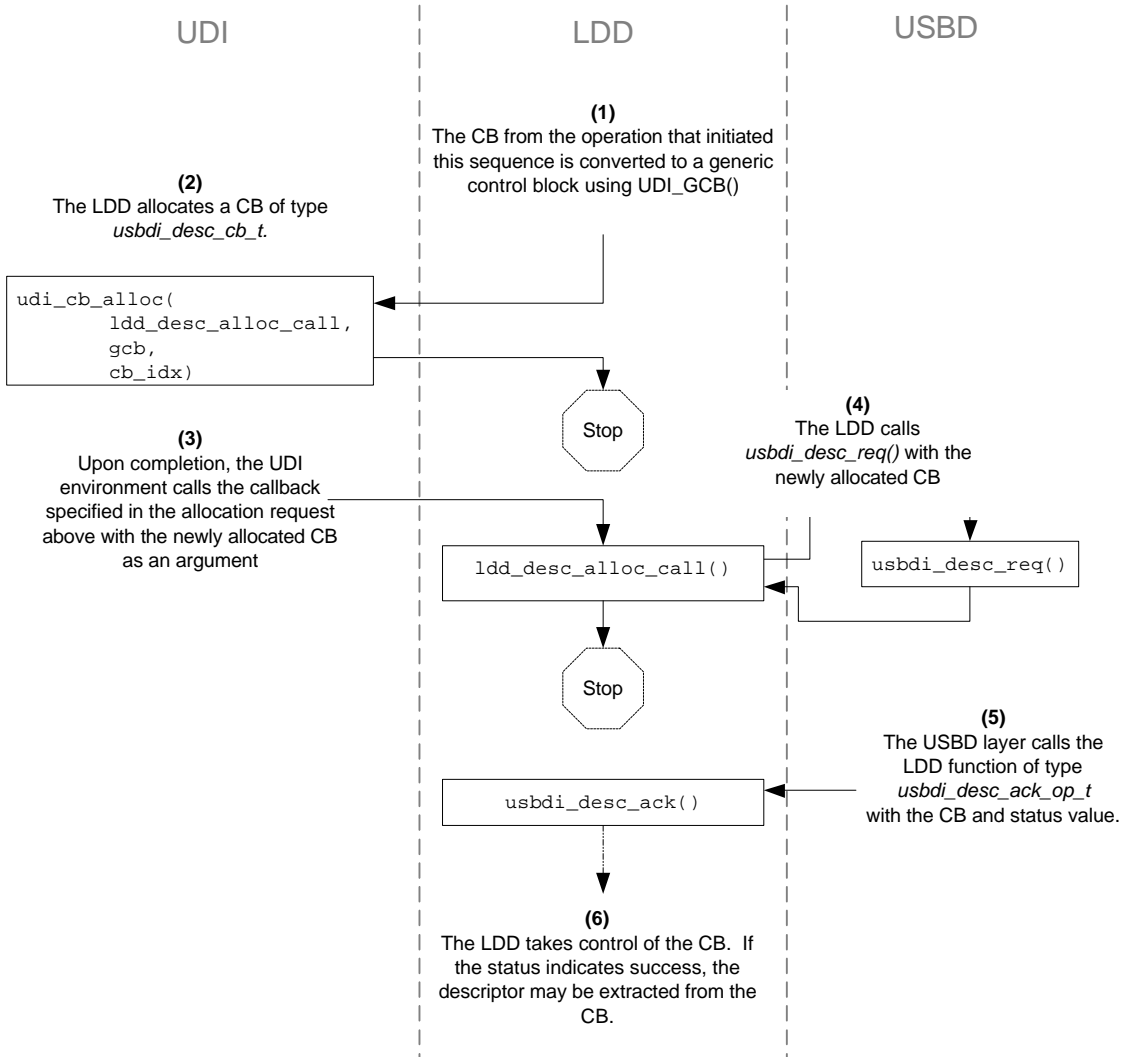 UDI
LDD
USBD
(1)
The CB from the operation that initiated
this sequence is converted to a generic
control block using UDI_GCB()
(2)
The LDD allocates a CB of type
usbdi_desc_cb_t.
udi_cb_alloc(
ldd_desc_alloc_call,
gcb,
cb_idx)
Stop
(3)
Upon completion, the UDI
environment calls the callback
specified in the allocation request
above with the newly allocated CB
as an argument
(4)
The LDD calls
usbdi_desc_req() with the
newly allocated CB
ldd_desc_alloc_call()
usbdi_desc_req()
Stop
(5)
The USBD layer calls the
LDD function of type
usbdi_desc_ack_op_t
with the CB and status value.
usbdi_desc_ack()
(6)
The LDD takes control of the CB.  If
the status indicates success, the
descriptor may be extracted from the
CB.